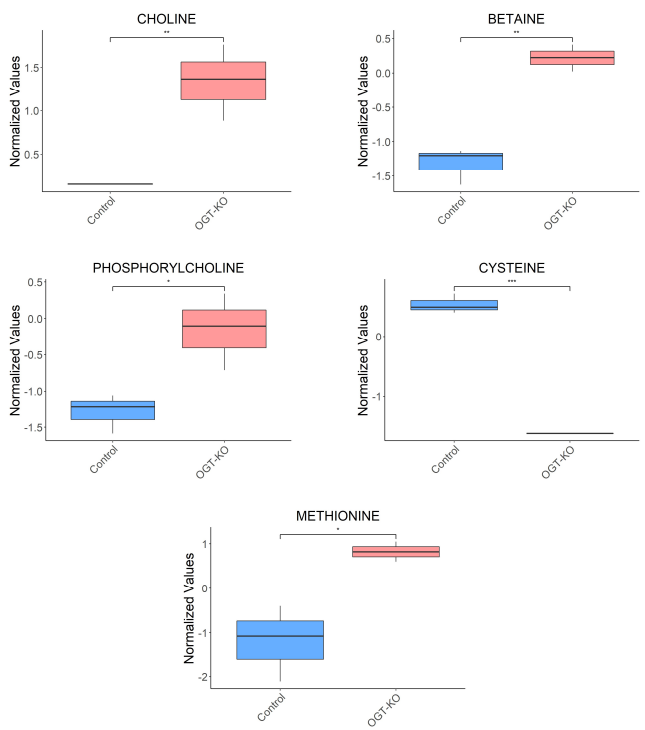 CHOLINE
**
Normalized Values
1.5
1.0
0.5
Control
OGT-KO
BETAINE
**
Normalized Values
0.5
0.0
-0.5
-1.0
-1.5
Control
OGT-KO
PHOSPHORYLCHOLINE
*
Normalized Values
0.5
0.0
-0.5
-1.0
-1.5
Control
OGT-KO
CYSTEINE
***
Normalized Values
0
-1
Control
OGT-KO
METHIONINE
*
Normalized Values
1
0
-1
-2
Control
OGT-KO